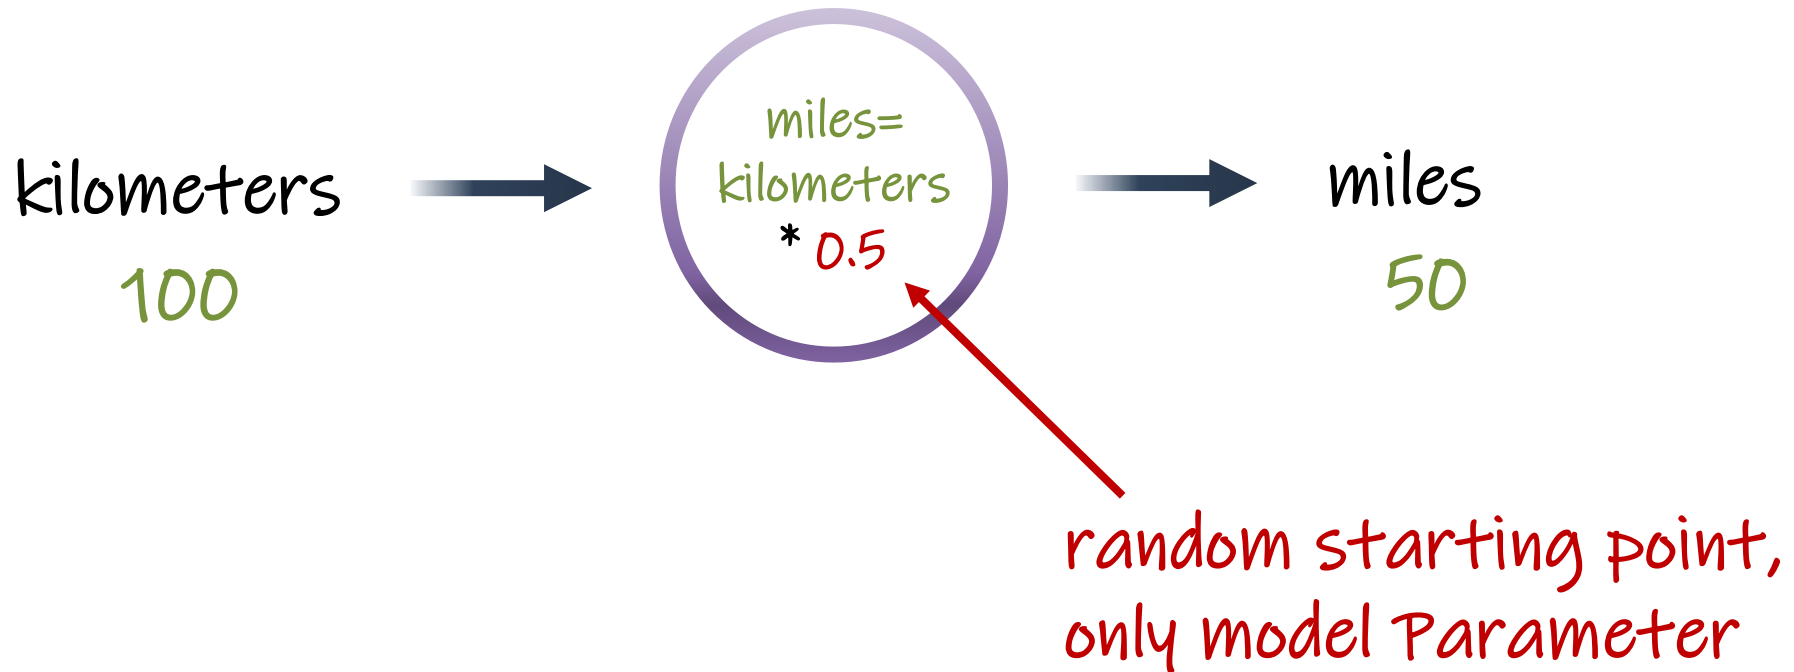 kilometers
100
miles=
kilometers
* 0.5
miles
50
random starting point,
only model Parameter